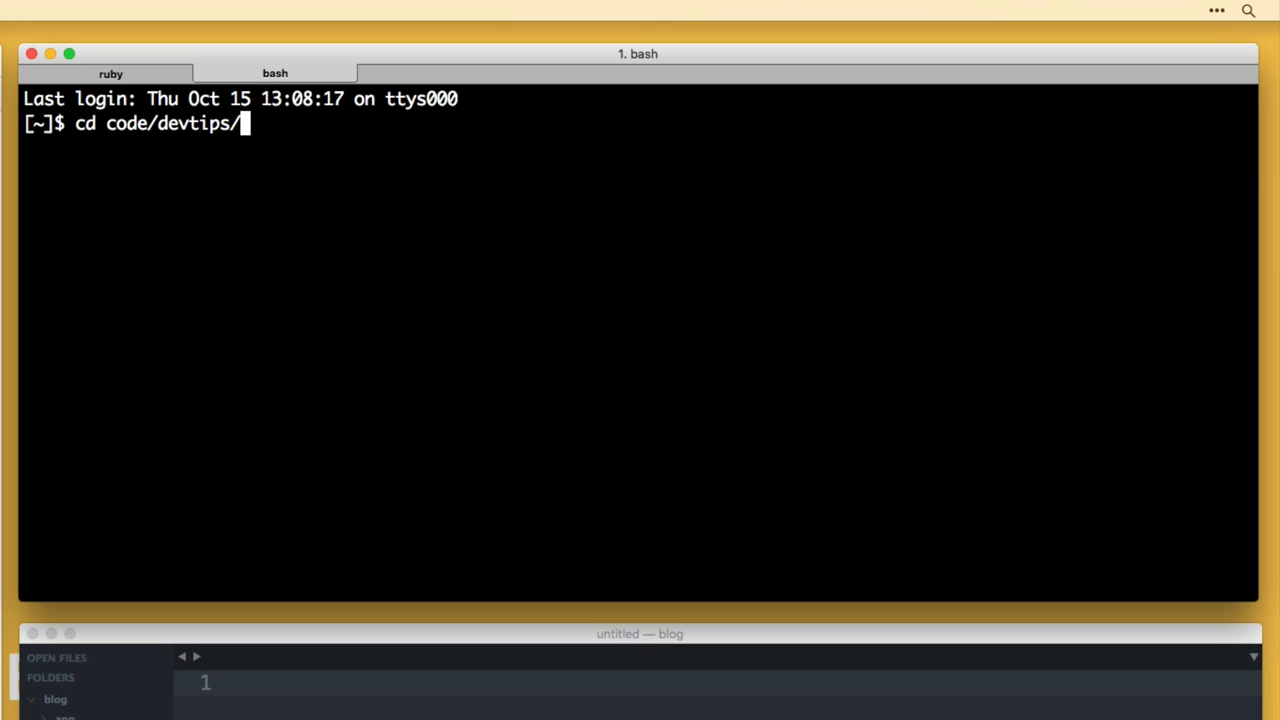 1. bash
ruby
bash
Last login: Thu Oct 15 13:08:17 on ttys000
[~]$ cd code/devtips/
untitled — blog
OPEN FILES
FOLDERS
1
blog
app